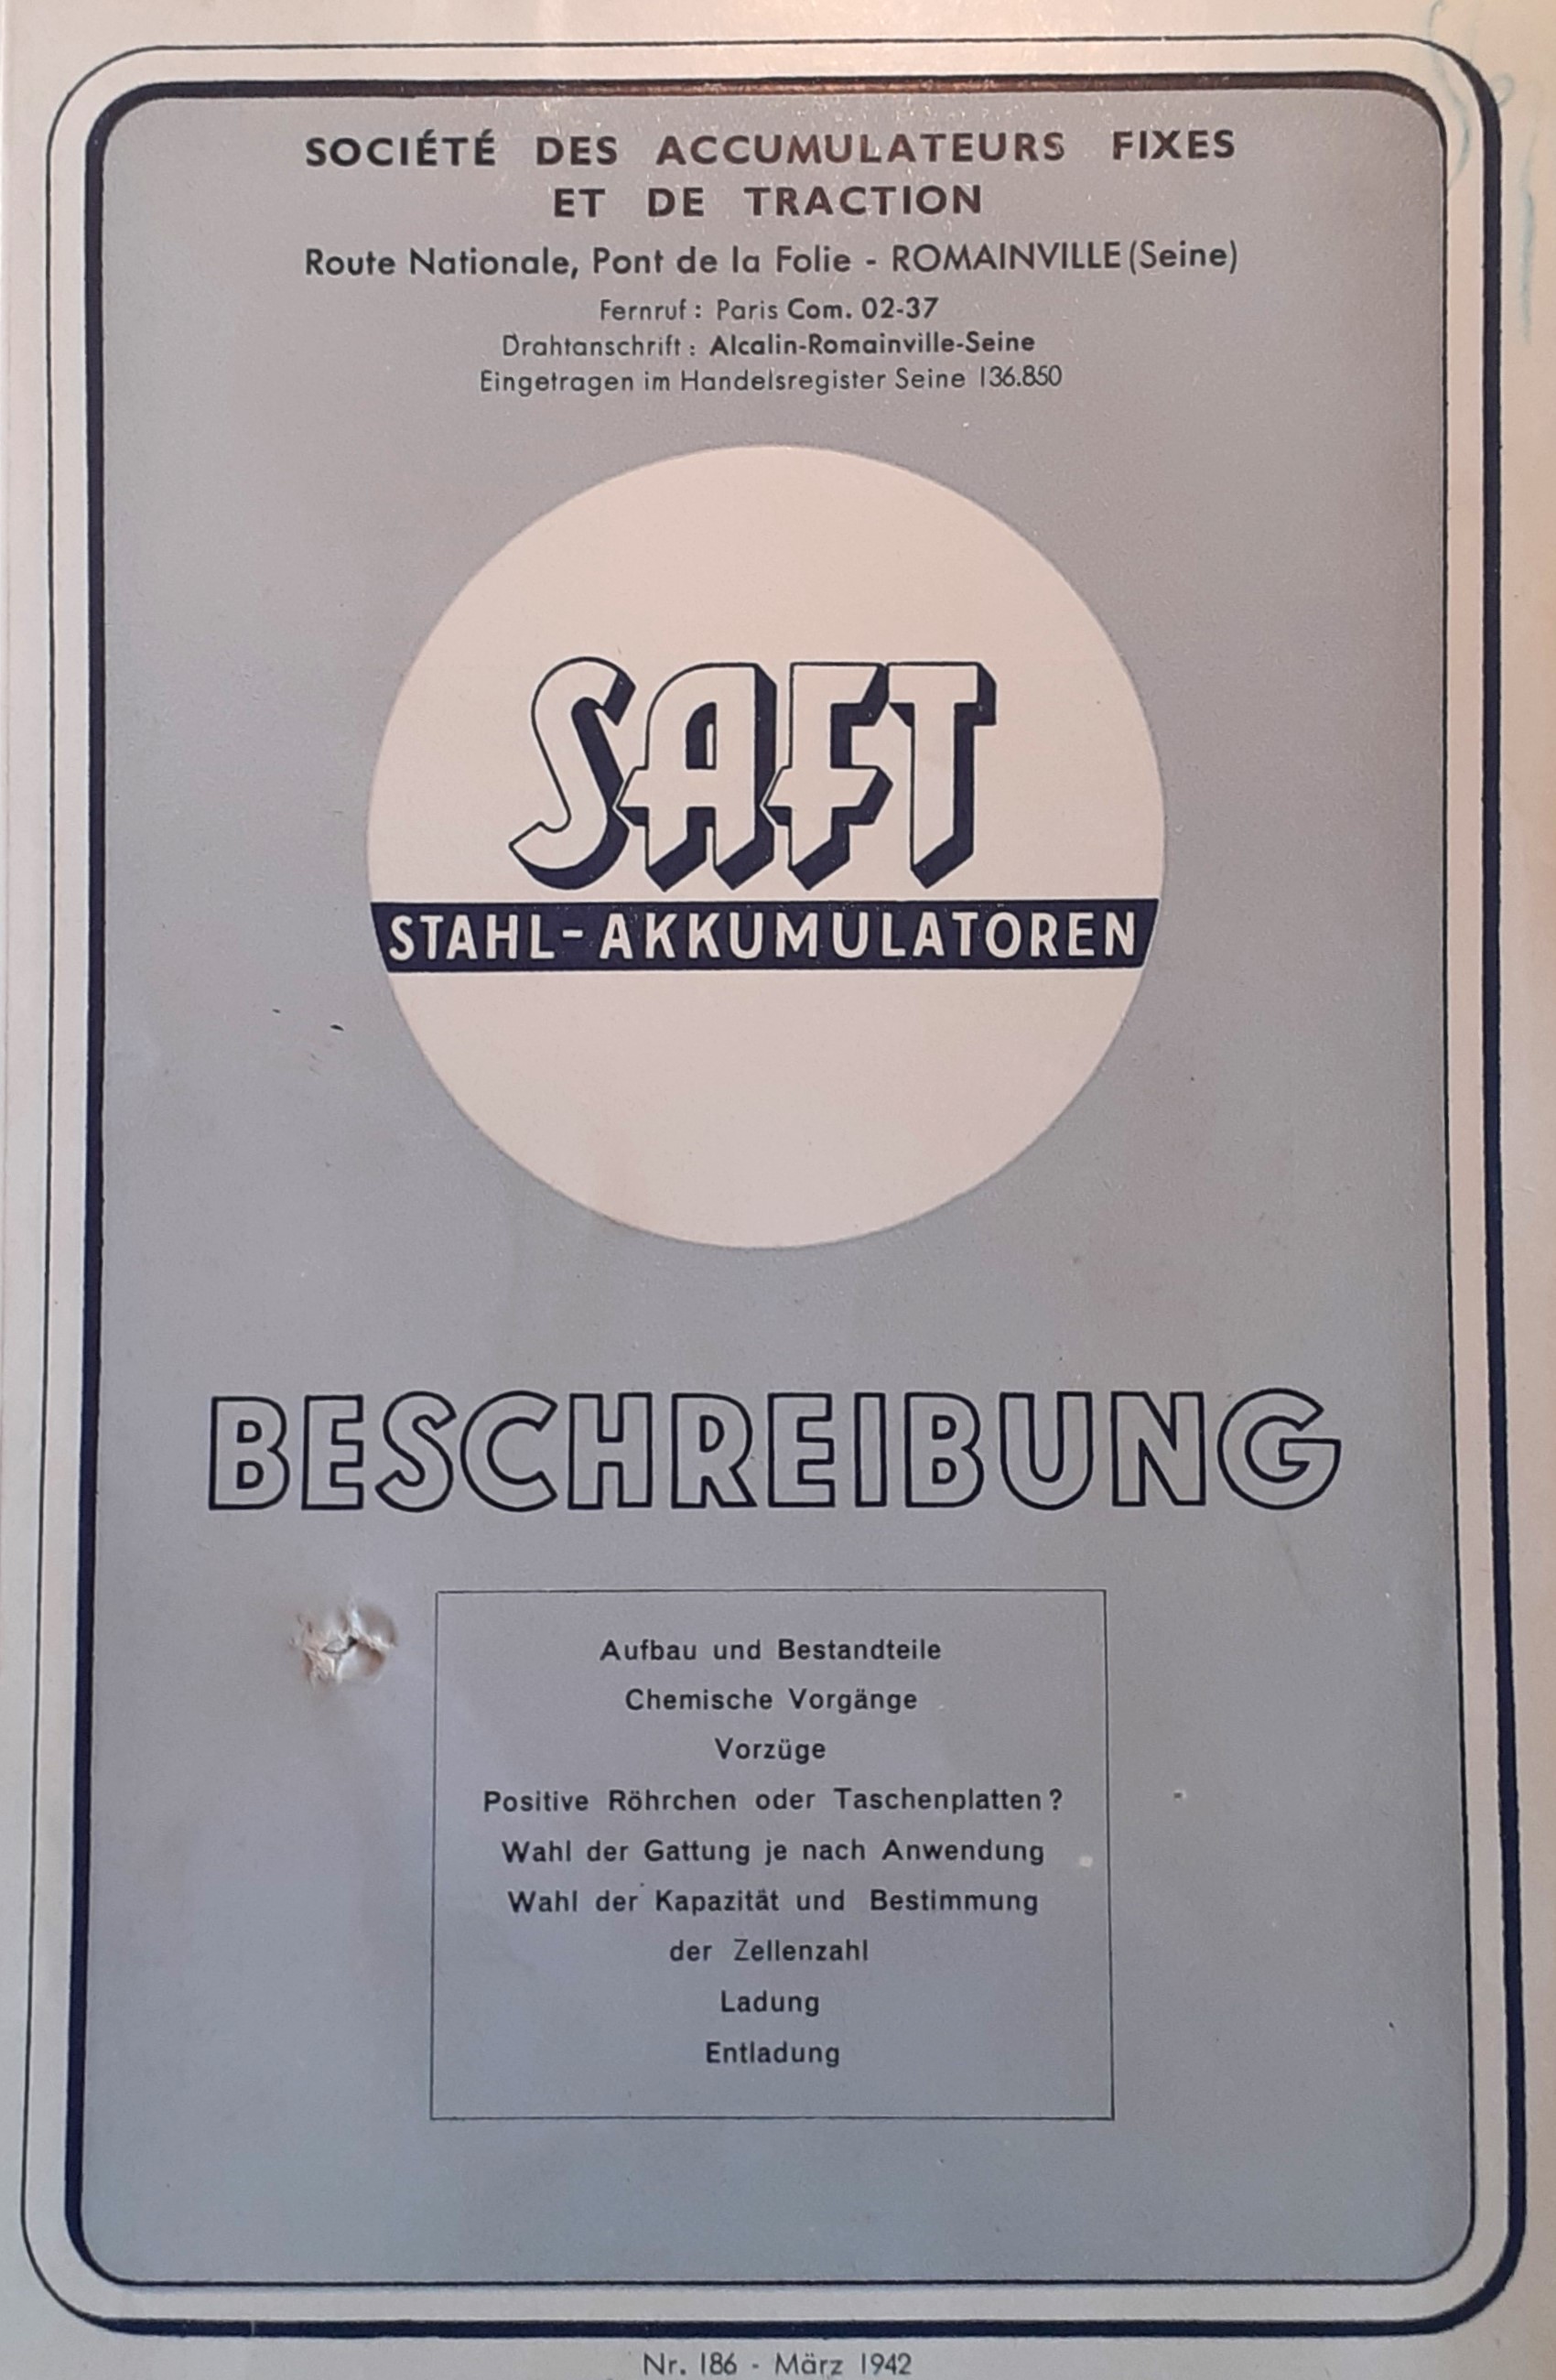 SOCIÉTÉ DES ACCUMULATEURS FIXES
ET DE TRACTION
Route Nationale, Pont de la Folie - ROMAINVILLE (Seine)
Fernruf : Paris Com. 02-37
Drahtanschrift : Alcalin-Romainville-Seine
Eingetragen im Handelsregister Seine 136.850
SAFT
STAHL-AKKUMULATOREN
BESCHREIBUNG
Aufbau und Bestandteile
Chemische Vorgänge
Vorzüge
Positive Röhrchen oder Taschenplatten ?
Wahl der Gattung je nach Anwendung
Wahl der Kapazität und Bestimmung
der Zellenzahl
Ladung
Entladung
Nr. 186 - März 1942